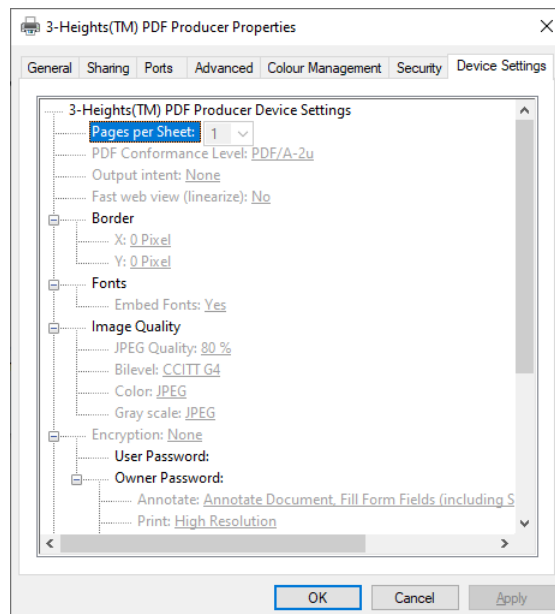 3-Heights(TM) PDF Producer Properties
General Sharing Ports Advanced Colour Management Security Device Settings
3-Heights(TM) PDF Producer Device Settings
Pages per Sheet: 1
PDF Conformance Level: PDF/A-2u
Output intent: None
Fast web view (linearize): No
Border
X: 0 Pixel
Y: 0 Pixel
Fonts
Embed Fonts: Yes
Image Quality
JPEG Quality: 80 %
Bilevel: CCITT G4
Color: JPEG
Gray scale: JPEG
Encryption: None
User Password:
Owner Password:
Annotate: Annotate Document, Fill Form Fields (including S
Print: High Resolution
OK Cancel Apply